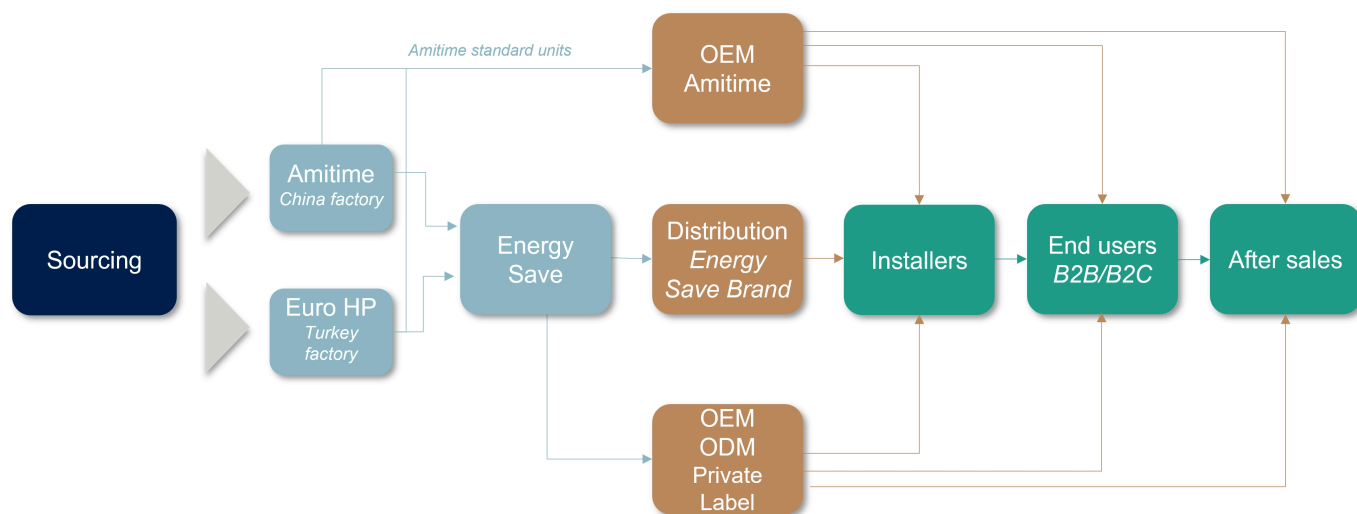 Amitime standard units
OEM
Amitime
Amitime
China factory
Sourcing
Energy
Save
Distribution
Energy
Save Brand
Installers
End users
B2B/B2C
After sales
Euro HP
Turkey
factory
OEM
ODM
Private
Label